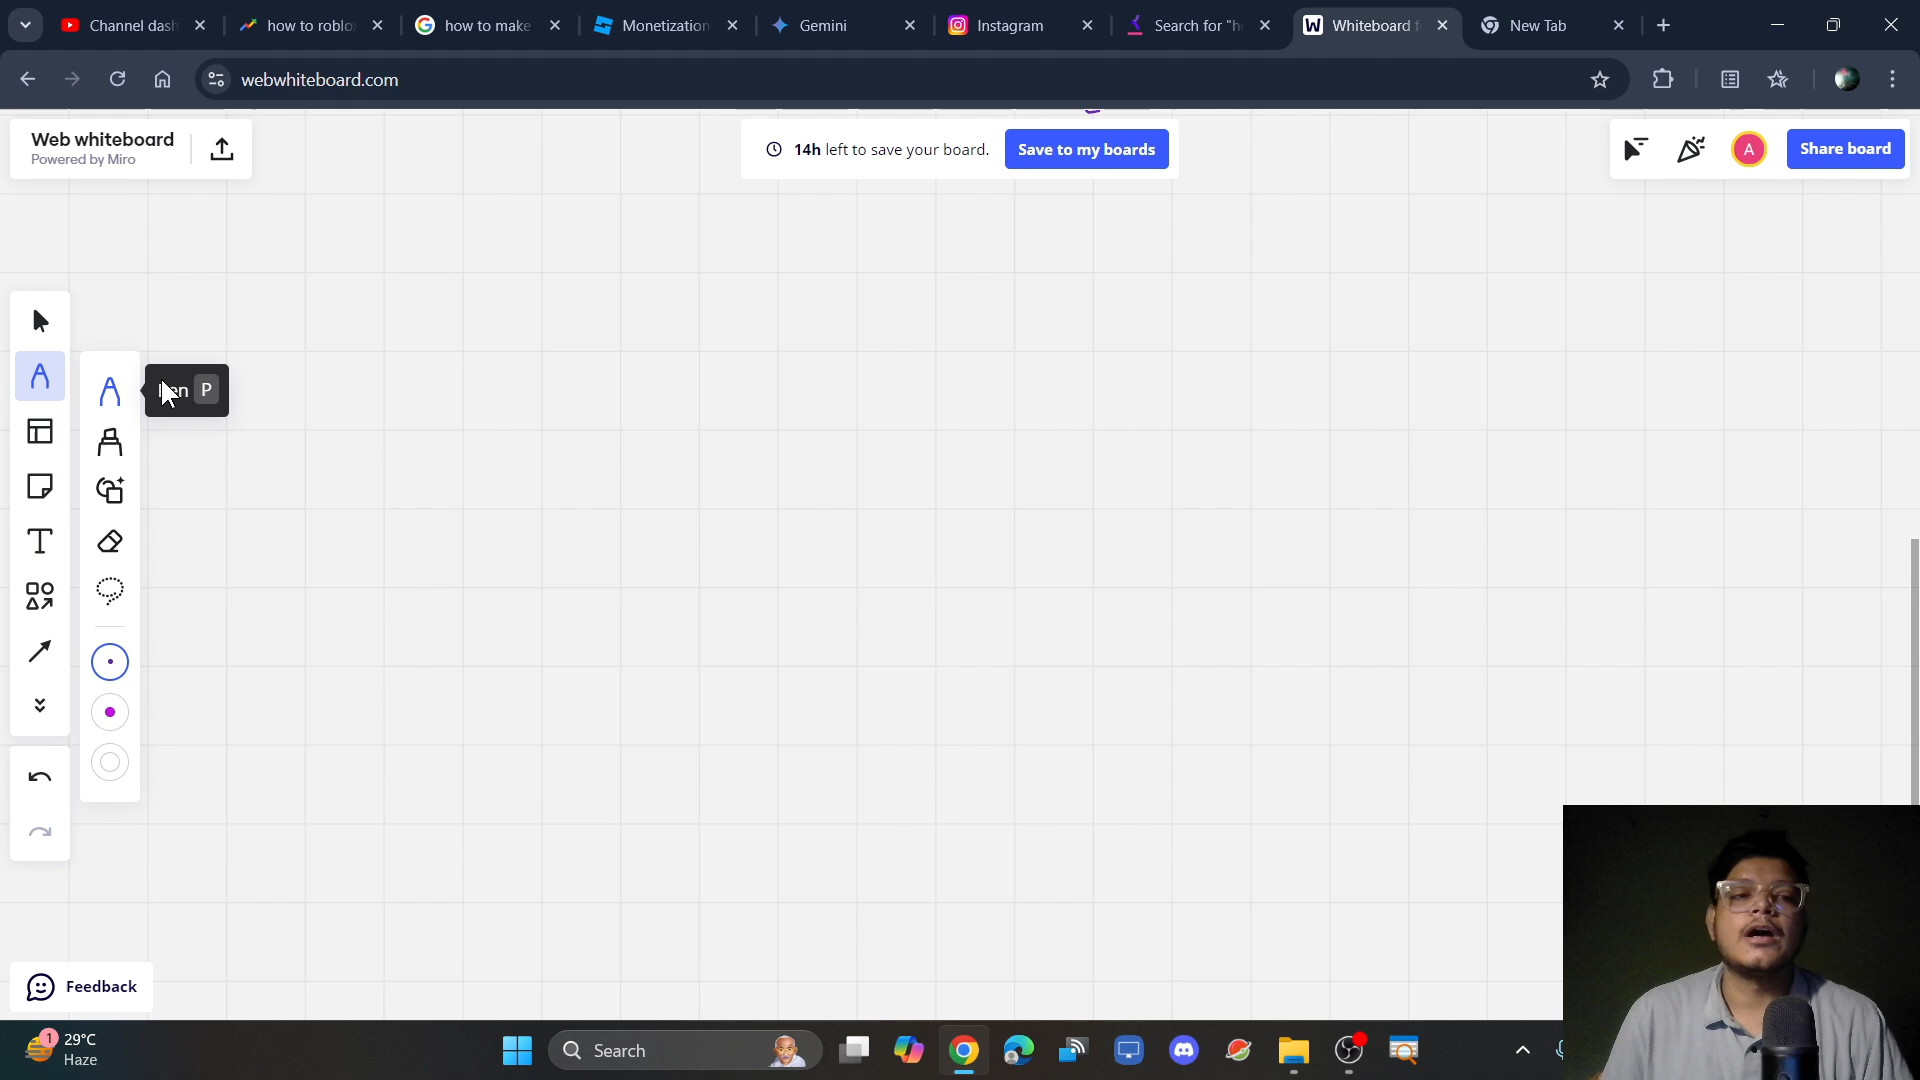 Channel dash
how to roblo
how to make
Monetization
Gemini
Instagram
Search for "h
Whiteboard f
New Tab
webwhiteboard.com
Web whiteboard
Powered by Miro
14h left to save your board.
Save to my boards
A
Share board
P
Feedback
1
29°C
Haze
Search